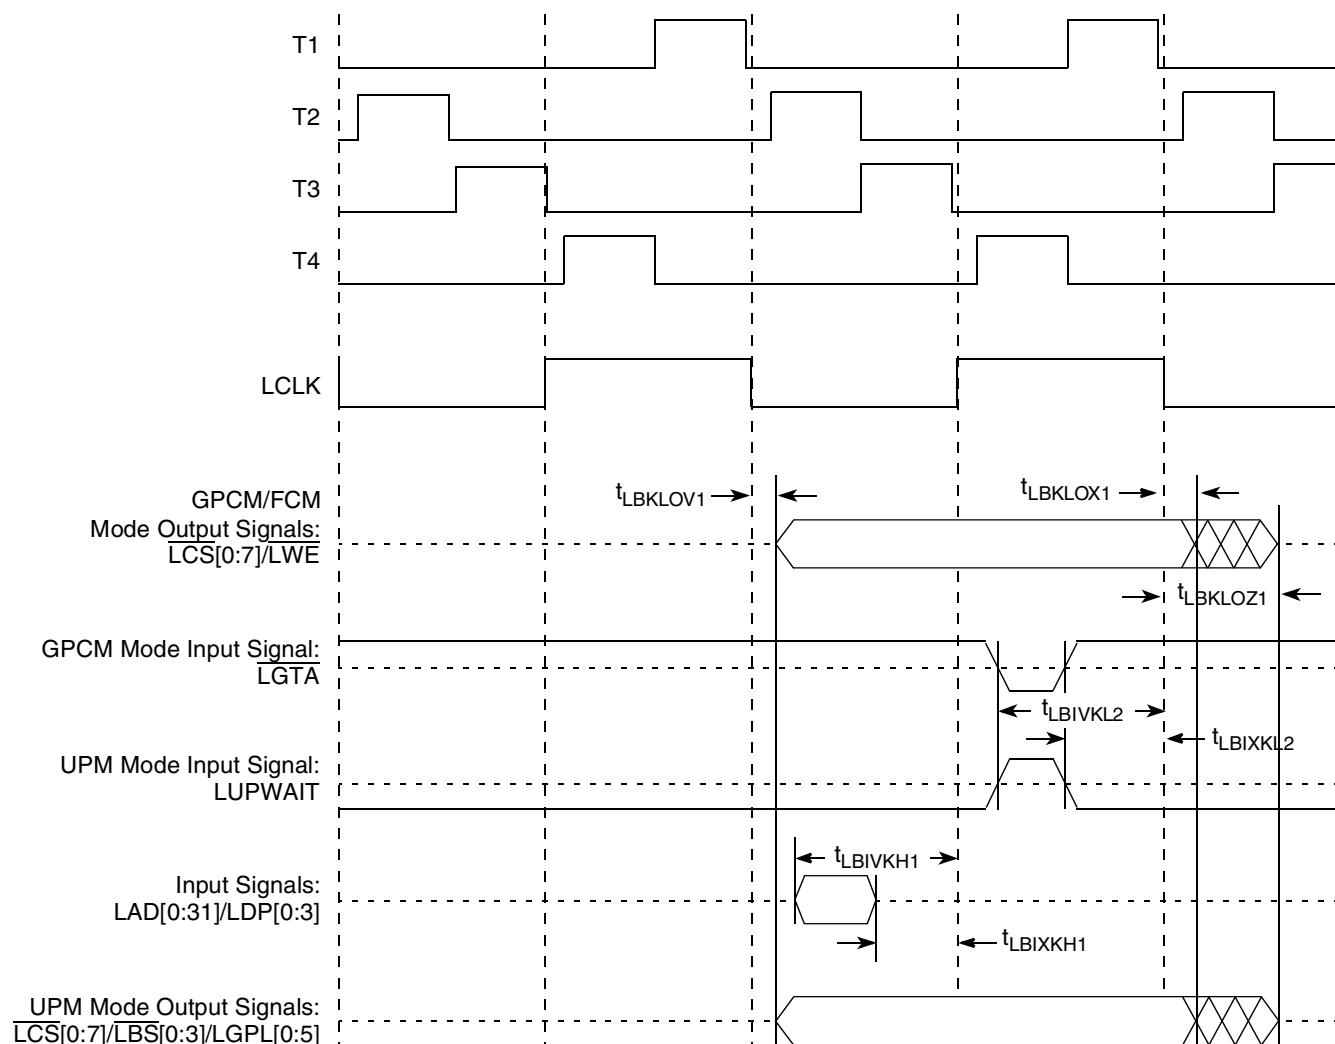 T1
T2
T3
T4
LCLK
GPCM/FCM
Mode Output Signals:
LCS[0:7]/LWE
tLBKLOV1
tLBKLOX1
tLBKLOZ1
GPCM Mode Input Signal:
LGTA
tLBIVKL2
tLBIXKL2
UPM Mode Input Signal:
LUPWAIT
tLBIVKH1
Input Signals:
LAD[0:31]/LDP[0:3]
tLBIXKH1
UPM Mode Output Signals:
LCS[0:7]/LBS[0:3]/LGPL[0:5]